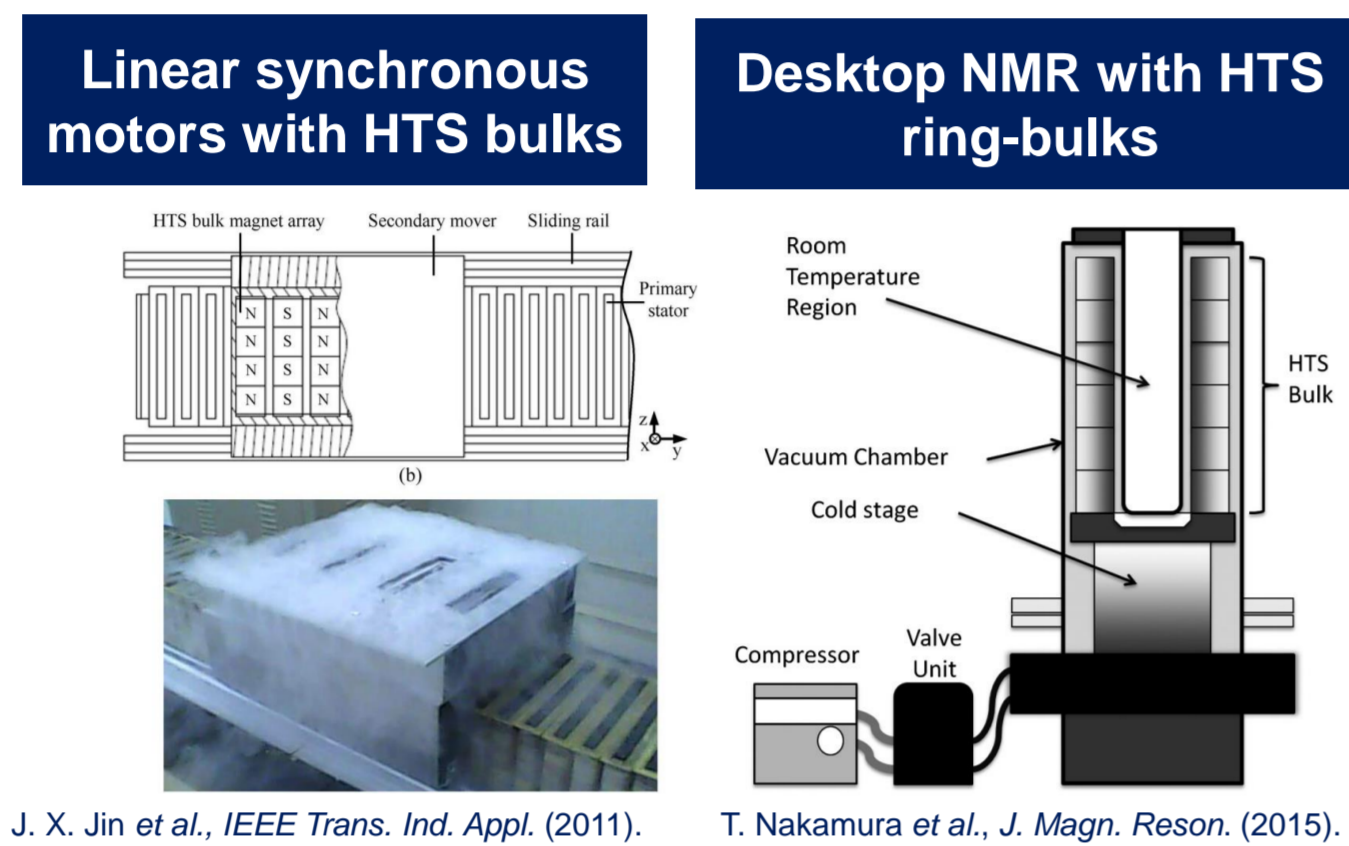 Linear synchronous
motors with HTS bulks
HTS bulk magnet array
Secondary mover
Sliding rail
Primary
stator
N S N
N S N
N S N
N S N
z
x
y
(b)
J. X. Jin et al., IEEE Trans. Ind. Appl. (2011).
Desktop NMR with HTS
ring-bulks
Room
Temperature
Region
HTS
Bulk
Vacuum Chamber
Cold stage
Compressor
Valve
Unit
T. Nakamura et al., J. Magn. Reson. (2015).